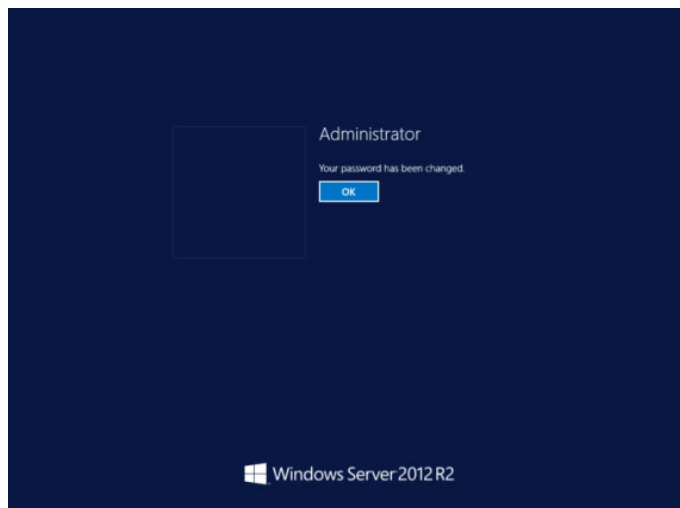 Administrator
Your password has been changed.
OK
Windows Server 2012 R2